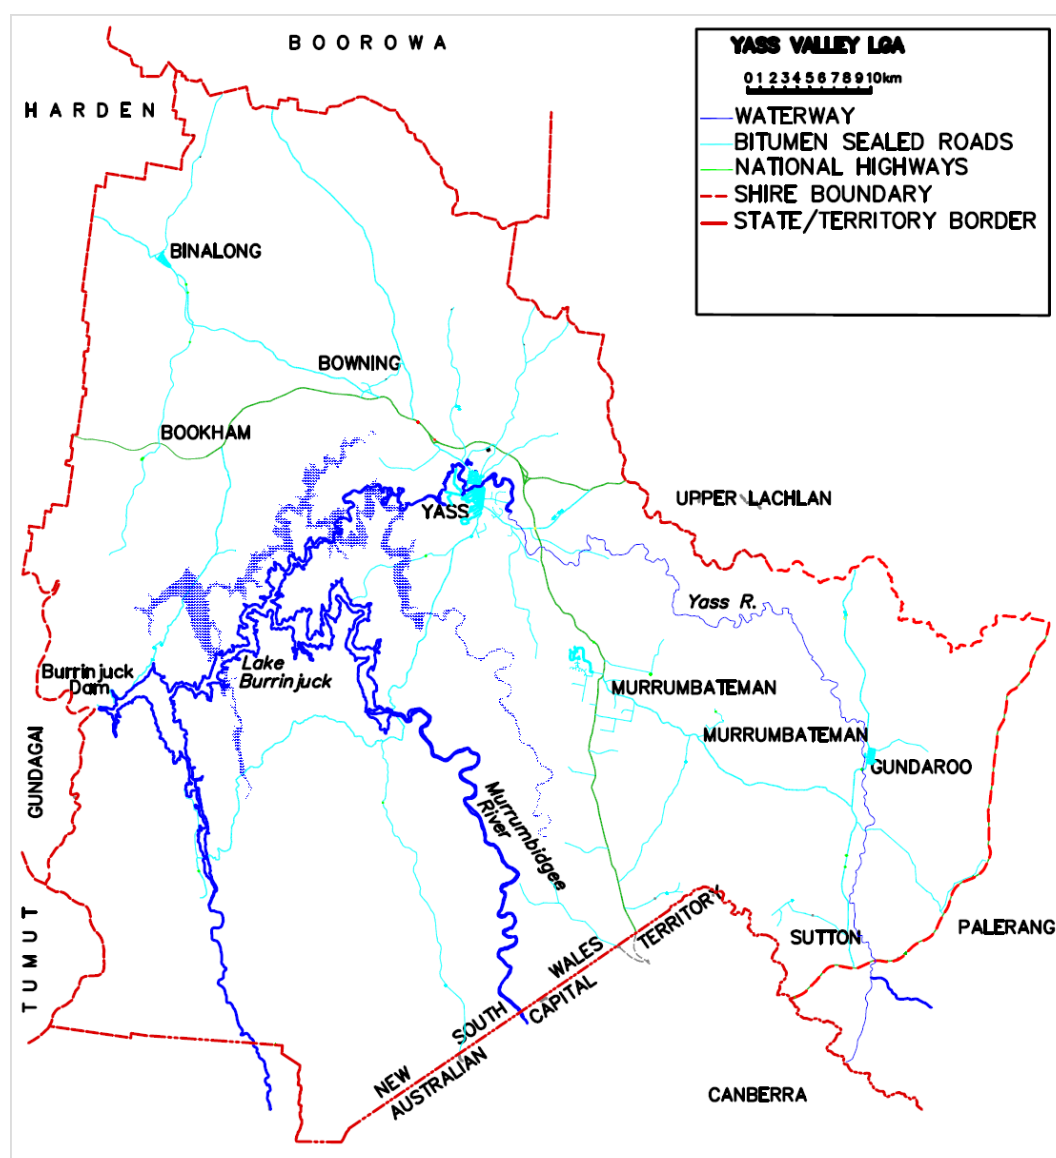 BOOROWA
YASS VALLEY LGA
0 1 2 3 4 5 6 7 8 9 10km
WATERWAY
BITUMEN SEALED ROADS
NATIONAL HIGHWAYS
SHIRE BOUNDARY
STATE/TERRITORY BORDER
HARDEN
BINALONG
BOWNING
BOOKHAM
UPPER LACHLAN
YASS
Yass R.
Lake
Burrinjuck
Burrinjuck
Dam
MURRUMBATEMAN
MURRUMBATEMAN
GUNDAROO
GUNDAGAI
Murrumbidgee
River
TUMUT
SUTTON
PALERANG
NEW SOUTH WALES
AUSTRALIAN CAPITAL TERRITORY
CANBERRA